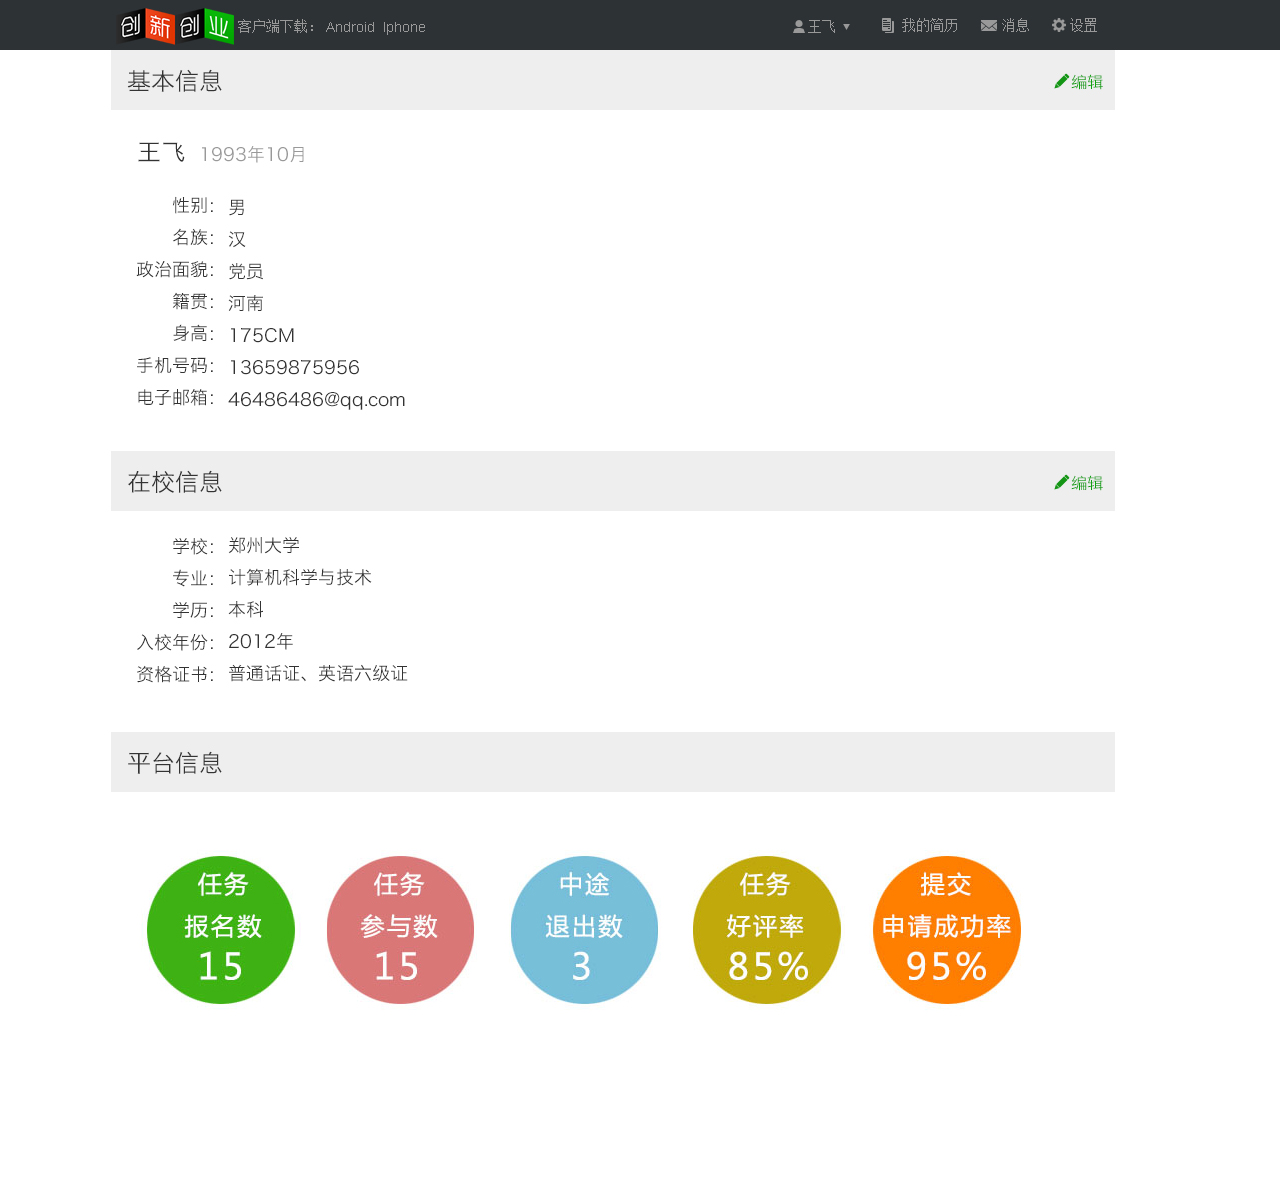 创新创业 客户端下载： Android Iphone 王飞 ▼ 我的简历 消息 设置
基本信息 编辑
王飞 1993年10月
性别： 男
名族： 汉
政治面貌： 党员
籍贯： 河南
身高： 175CM
手机号码： 13659875956
电子邮箱： 46486486@qq.com
在校信息 编辑
学校： 郑州大学
专业： 计算机科学与技术
学历： 本科
入校年份： 2012年
资格证书： 普通话证、英语六级证
平台信息
任务
报名数
15
任务
参与数
15
中途
退出数
3
任务
好评率
85%
提交
申请成功率
95%